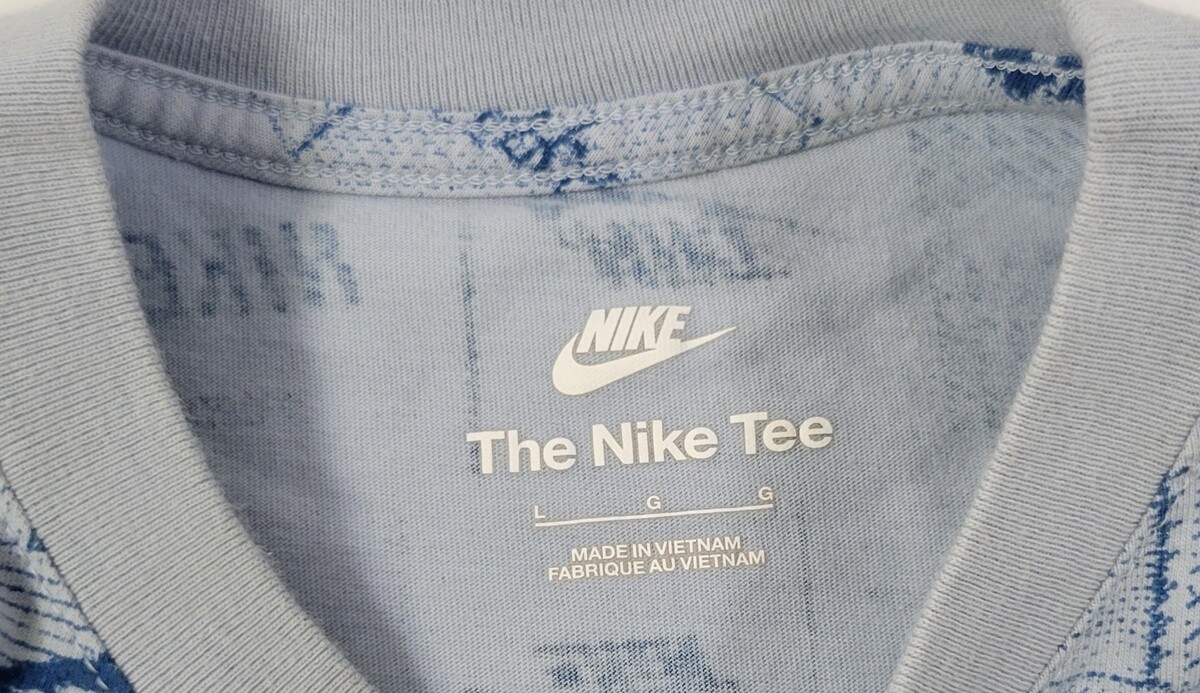 NIKE
The Nike Tee
L G G
MADE IN VIETNAM
FABRIQUE AU VIETNAM